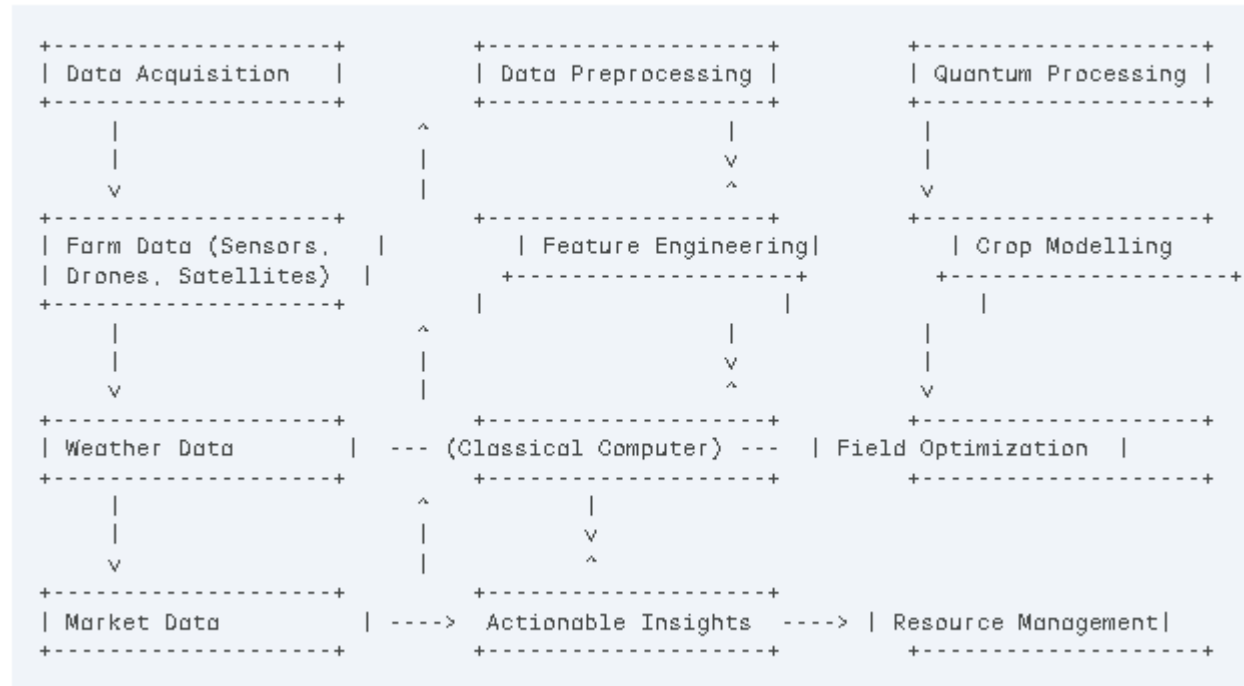 Data Acquisition Data Preprocessing Quantum Processing
Farm Data (Sensors, Feature Engineering Crop Modelling
Drones, Satellites)
Weather Data --- (Classical Computer) --- Field Optimization
Market Data ----> Actionable Insights ----> Resource Management